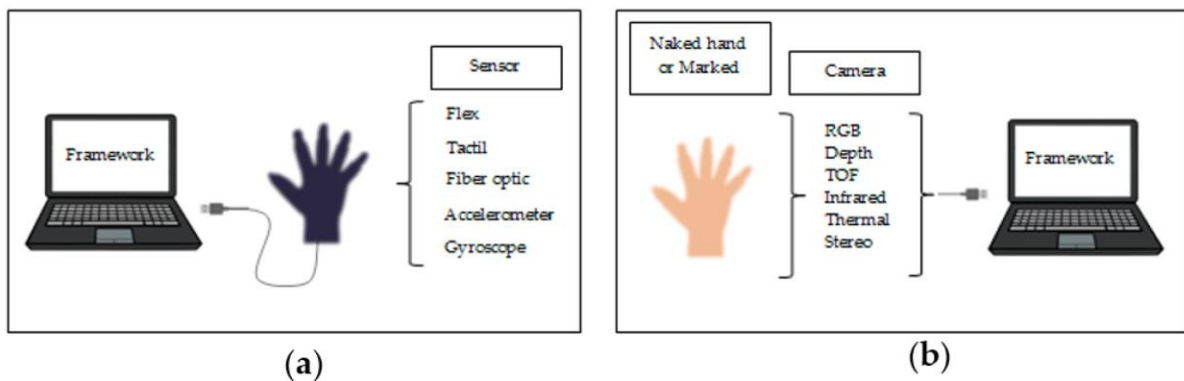 Sensor
Framework
Flex
Tactil
Fiber optic
Accelerometer
Gyroscope
(a)
Naked hand
or Marked
Camera
RGB
Depth
TOF
Infrared
Thermal
Stereo
Framework
(b)